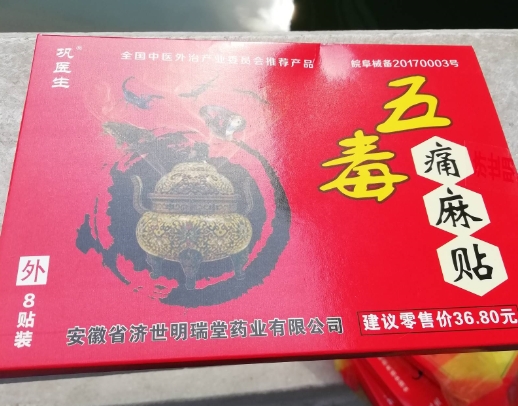 巩医生®
全国中医外治产业委员会推荐产品
皖阜械备20170003号
五毒
痛麻贴
外
8贴装
安徽省济世明瑞堂药业有限公司
建议零售价36.80元